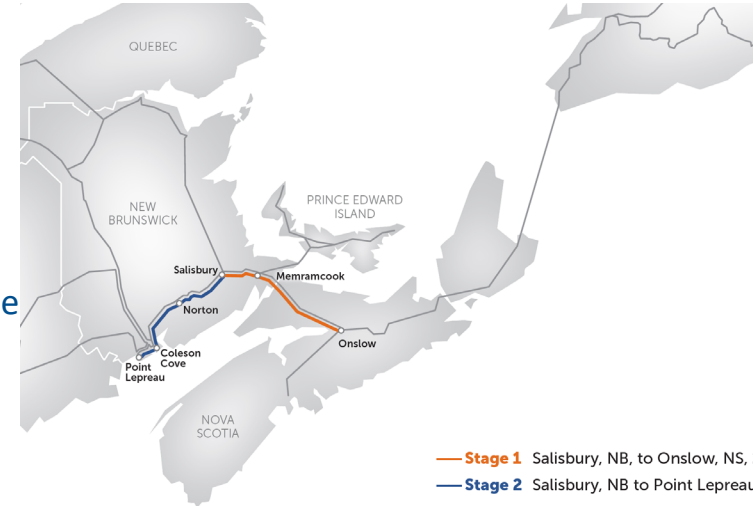 QUEBEC
NEW
BRUNSWICK
PRINCE EDWARD
ISLAND
Salisbury
Memramcook
e
Norton
Onslow
Coleson
Cove
Point
Lepreau
NOVA
SCOTIA
Stage 1 Salisbury, NB, to Onslow, NS,
Stage 2 Salisbury, NB to Point Lepreau